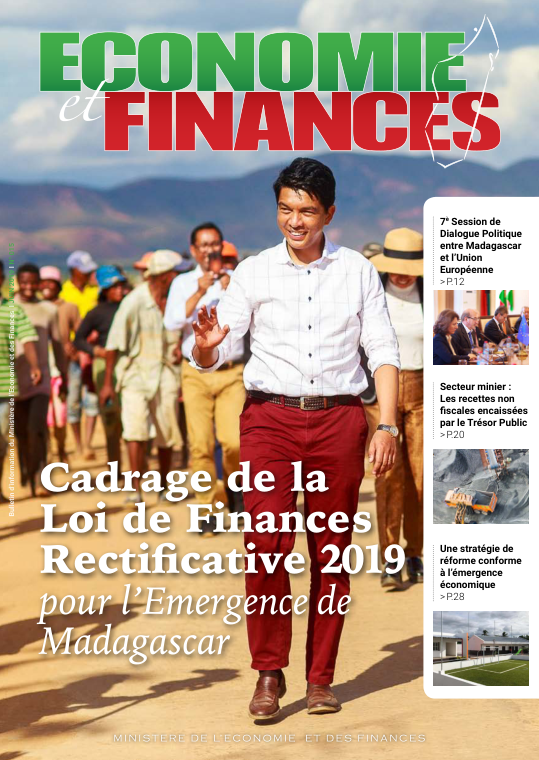 ECONOMIE
et FINANCES
7e Session de
Dialogue Politique
entre Madagascar
et l'Union
Européenne
>P.12
Secteur minier :
Les recettes non
fiscales encaissées
par le Trésor Public
>P.20
Une stratégie de
réforme conforme
à l'émergence
économique
>P.28
Bulletin d'information du Ministère de l'Economie et des Finances
Cadrage de la
Loi de Finances
Rectificative 2019
pour l'Emergence de
Madagascar
MINISTERE DE L'ECONOMIE ET DES FINANCES